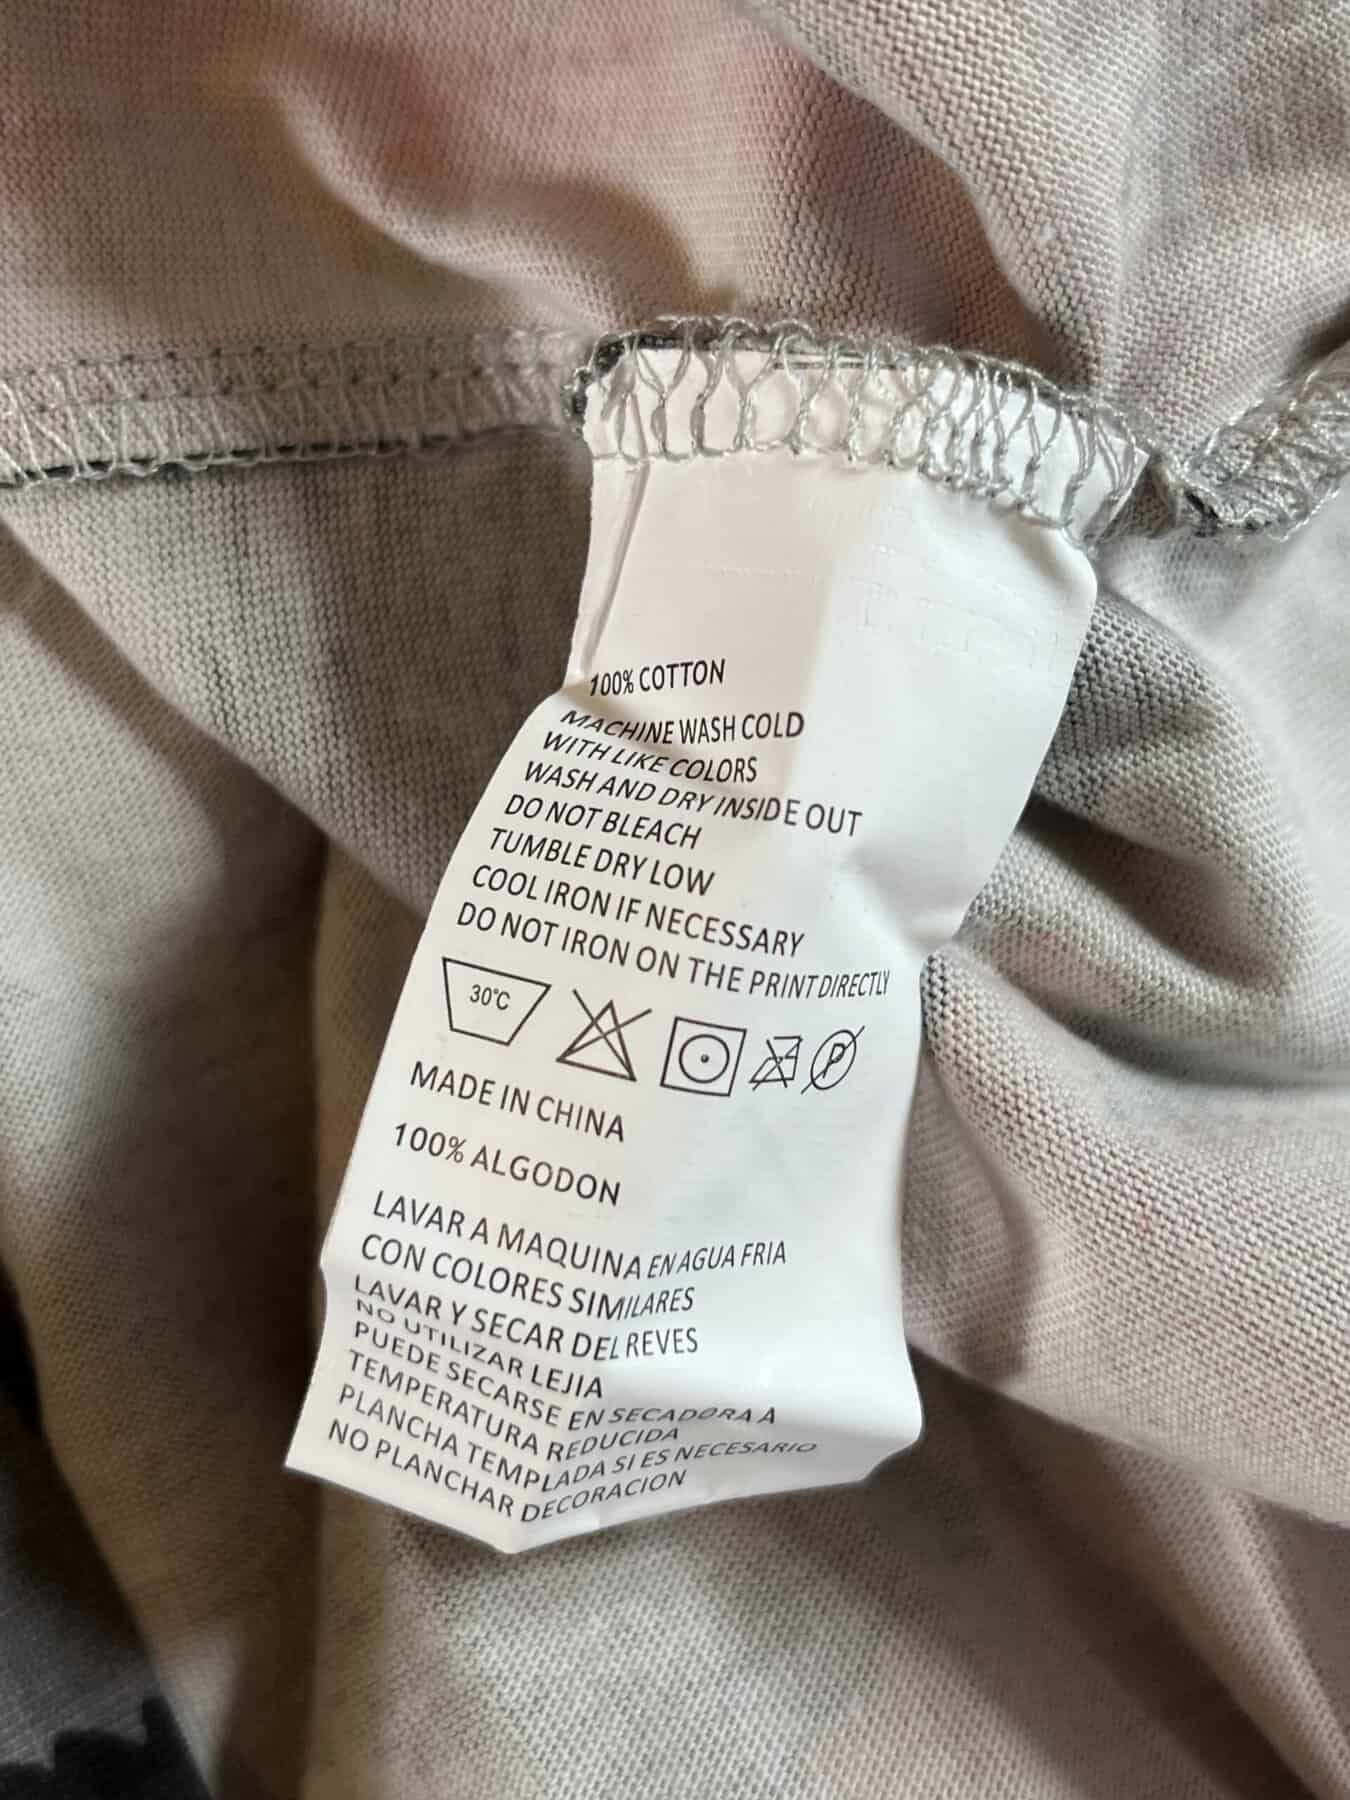 100% COTTON
MACHINE WASH COLD
WITH LIKE COLORS
WASH AND DRY INSIDE OUT
DO NOT BLEACH
TUMBLE DRY LOW
COOL IRON IF NECESSARY
DO NOT IRON ON THE PRINT DIRECTLY
30°C
P
MADE IN CHINA
100% ALGODON
LAVAR A MAQUINA EN AGUA FRIA
CON COLORES SIMILARES
LAVAR Y SECAR DEL REVES
NO UTILIZAR LEJIA
PUEDE SECARSE EN SECADORA A
TEMPERATURA REDUCIDA
PLANCHA TEMPLADA SI ES NECESARIO
NO PLANCHAR DECORACION